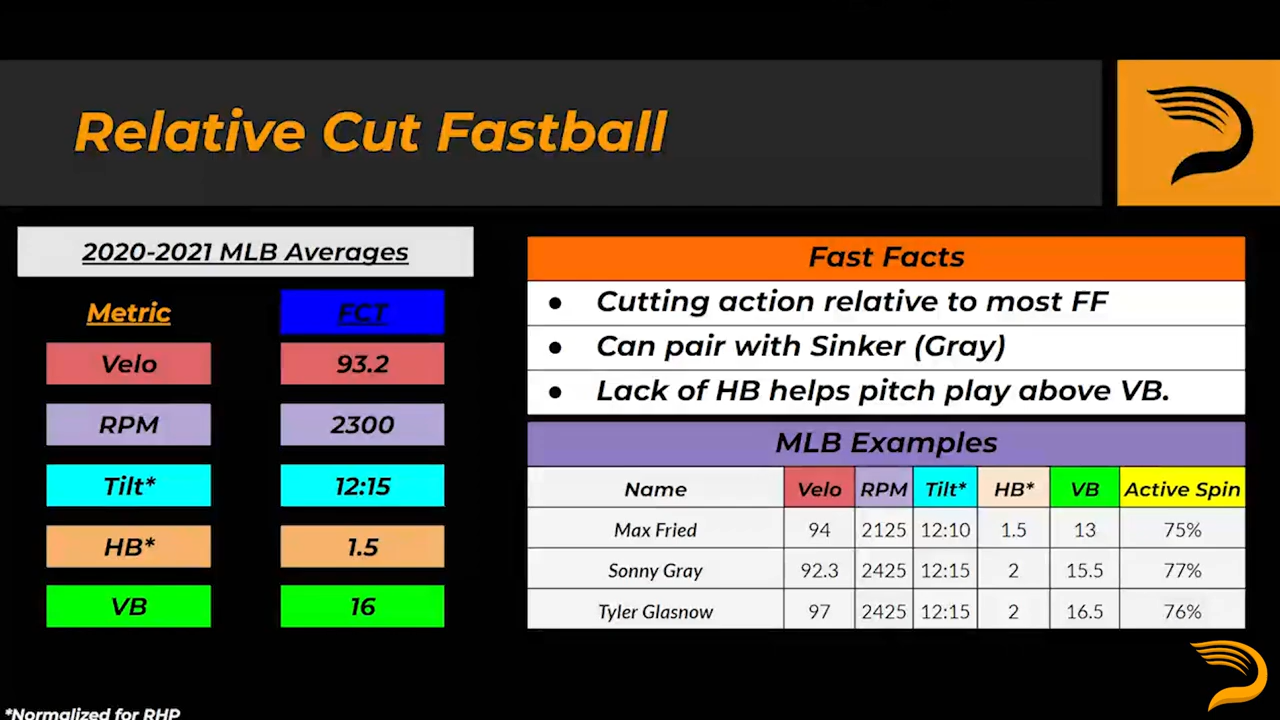 Relative Cut Fastball
2020-2021 MLB Averages
Metric FCT
Velo 93.2
RPM 2300
Tilt* 12:15
HB* 1.5
VB 16
Fast Facts
● Cutting action relative to most FF
● Can pair with Sinker (Gray)
● Lack of HB helps pitch play above VB.
MLB Examples
Name Velo RPM Tilt* HB* VB Active Spin
Max Fried 94 2125 12:10 1.5 13 75%
Sonny Gray 92.3 2425 12:15 2 15.5 77%
Tyler Glasnow 97 2425 12:15 2 16.5 76%
*Normalized for RHP